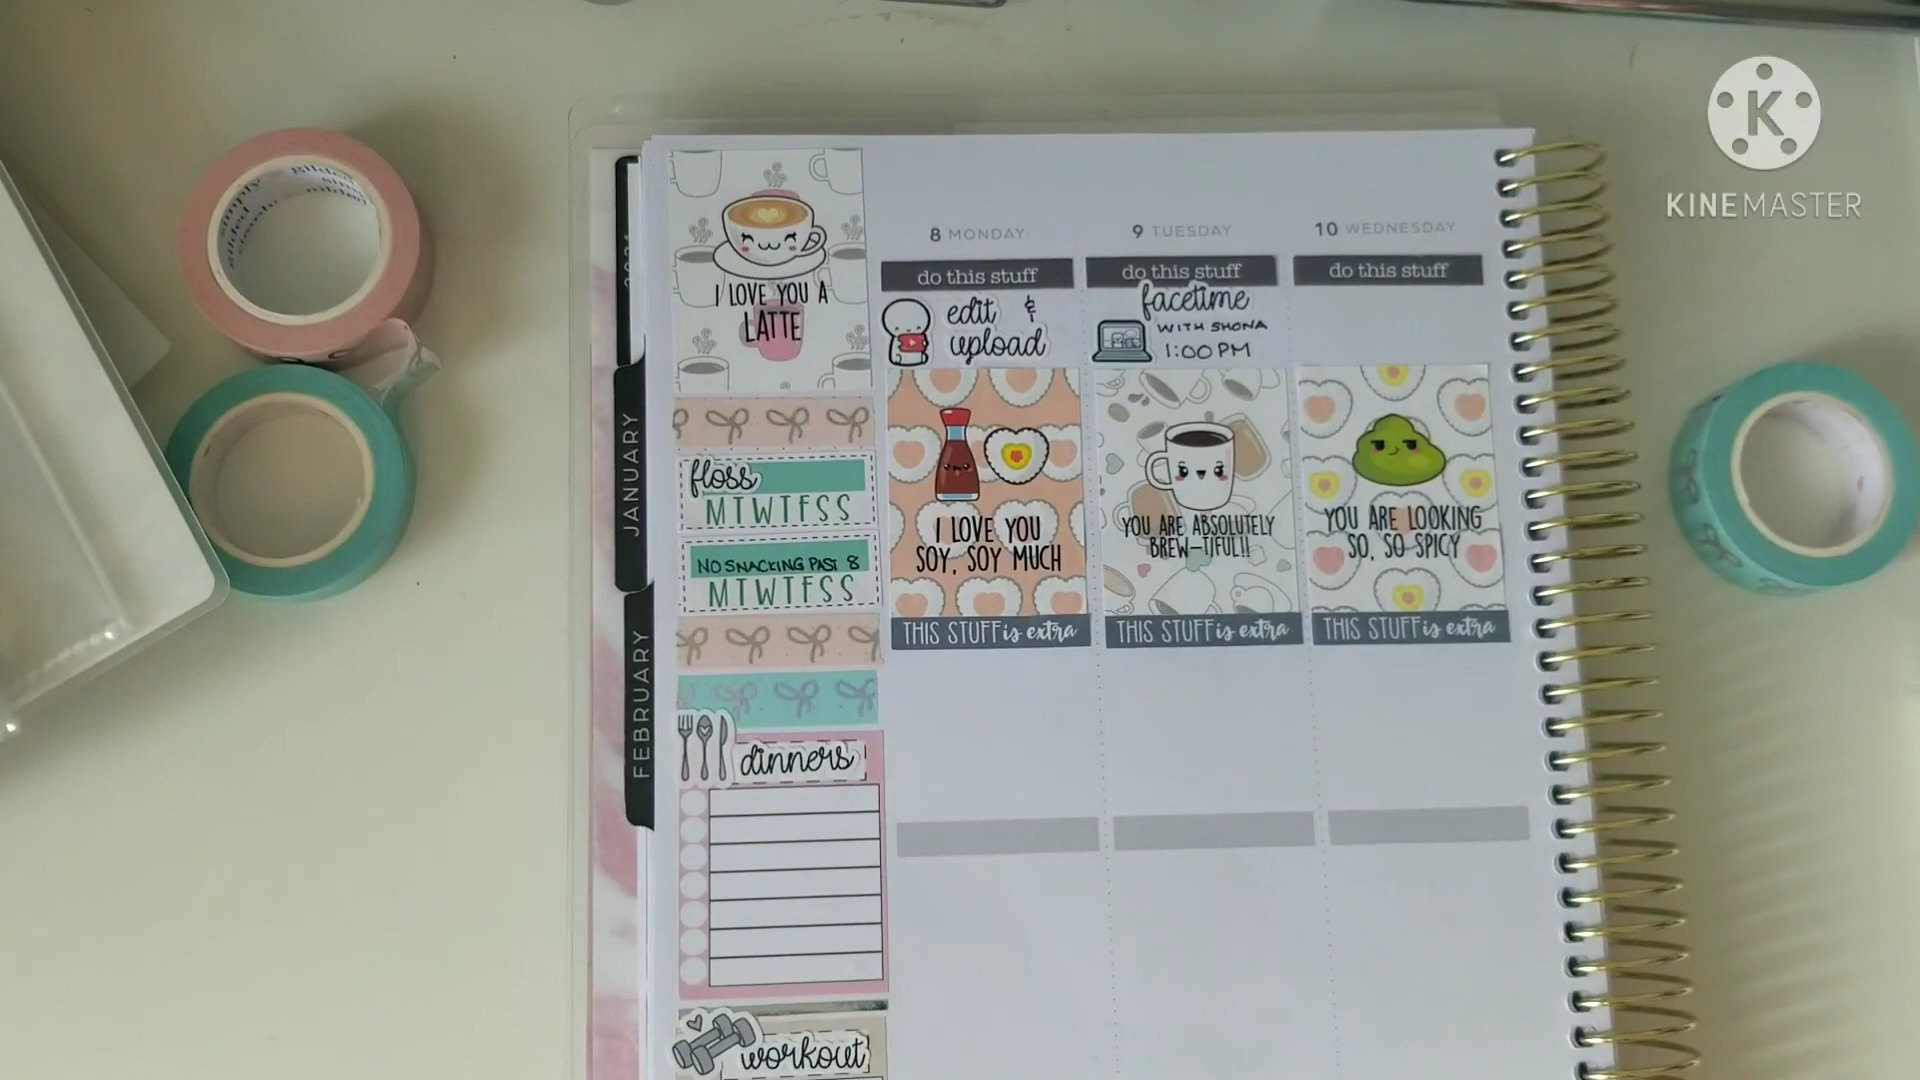 K
KINEMASTER
simply gilded
JANUARY
FEBRUARY
I LOVE YOU A
LATTE
floss
MTWTFSS
NO SNACKING PAST 8
MTWTFSS
dinners
workout
8 MONDAY
do this stuff
edit &
upload
I LOVE YOU
SOY, SOY MUCH
THIS STUFF is extra
9 TUESDAY
do this stuff
facetime
WITH SHONA
1:00 PM
YOU ARE ABSOLUTELY
BREW-TIFUL!!
THIS STUFF is extra
10 WEDNESDAY
do this stuff
YOU ARE LOOKING
SO, SO SPICY
THIS STUFF is extra